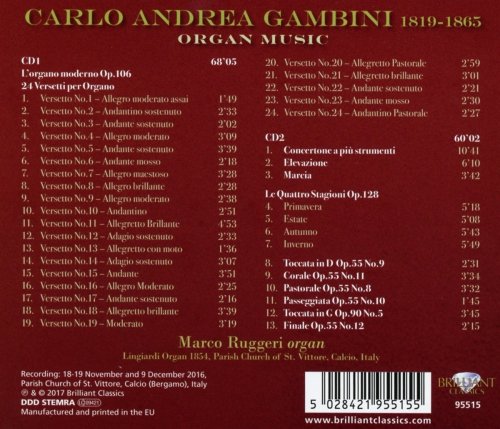 CARLO ANDREA GAMBINI 1819-1865
ORGAN MUSIC
CD1 68'05
L'organo moderno Op.106
24 Versetti per Organo
1. Versetto No.1 – Allegro moderato assai 1'49
2. Versetto No.2 – Andantino sostenuto 2'33
3. Versetto No.3 – Andante sostenuto 2'02
4. Versetto No.4 – Allegro moderato 3'09
5. Versetto No.5 – Andante sostenuto 2'39
6. Versetto No.6 – Andante mosso 2'18
7. Versetto No.7 – Allegro maestoso 3'28
8. Versetto No.8 – Allegro brillante 2'28
9. Versetto No.9 – Allegro moderato 2'38
10. Versetto No.10 – Andantino 2'51
11. Versetto No.11 – Allegretto Brillante 4'53
12. Versetto No.12 – Adagio sostenuto 2'33
13. Versetto No.13 – Allegretto con moto 1'36
14. Versetto No.14 – Adagio sostenuto 3'07
15. Versetto No.15 – Andante 3'51
16. Versetto No.16 – Allegro Moderato 2'25
17. Versetto No.17 – Andante sostenuto 3'16
18. Versetto No.18 – Allegretto brillante 3'39
19. Versetto No.19 – Moderato 3'19
20. Versetto No.20 – Allegretto Pastorale 2'59
21. Versetto No.21 – Allegretto brillante 3'01
22. Versetto No.22 – Andante sostenuto 2'21
23. Versetto No.23 – Andante mosso 2'30
24. Versetto No.24 – Andantino Pastorale 2'27
CD2 60'02
1. Concertone a più strumenti 10'41
2. Elevazione 6'10
3. Marcia 3'42
Le Quattro Stagioni Op.128
4. Primavera 5'18
5. Estate 5'08
6. Autunno 5'43
7. Inverno 5'49
8. Toccata in D Op.55 No.9 2'31
9. Corale Op.55 No.11 2'34
10. Pastorale Op.55 No.8 2'32
11. Passeggiata Op.55 No.10 1'45
12. Toccata in G Op.90 No.5 1'45
13. Finale Op.55 No.12 2'15
Marco Ruggeri organ
Lingiardi Organ 1854, Parish Church of St. Vittore, Calcio, Italy
Recording: 18-19 November and 9 December 2016,
Parish Church of St. Vittore, Calcio (Bergamo), Italy
℗ & © 2017 Brilliant Classics
DDD STEMRA LC 09421
Manufactured and printed in the EU
5 028421 955155
www.brilliantclassics.com
BRILLIANT
CLASSICS
95515